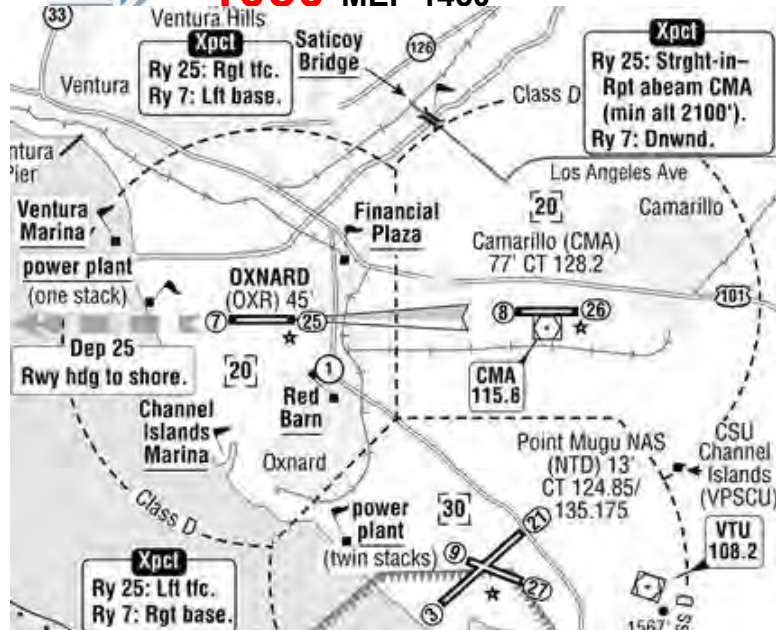 33
Ventura Hills
Xpct
Ry 25: Rgt tfc.
Ry 7: Lft base.
Saticoy
Bridge
126
Xpct
Ry 25: Strght-in–
Rpt abeam CMA
(min alt 2100').
Ry 7: Dnwnd.
Ventura
Class D
ntura
Pier
Los Angeles Ave
Ventura
Marina
Financial
Plaza
[20]
Camarillo
Camarillo (CMA)
77' CT 128.2
power plant
(one stack)
OXNARD
(OXR) 45'
101
7
25
8
26
Dep 25
Rwy hdg to shore.
[20]
1
CMA
115.6
Red
Barn
Channel
Islands
Marina
Oxnard
Point Mugu NAS
(NTD) 13'
CT 124.85/
135.175
CSU
Channel
Islands
(VPSCU)
Class D
power
plant
(twin stacks)
[30]
21
9
27
3
VTU
108.2
Xpct
Ry 25: Lft tfc.
Ry 7: Rgt base.
1567'